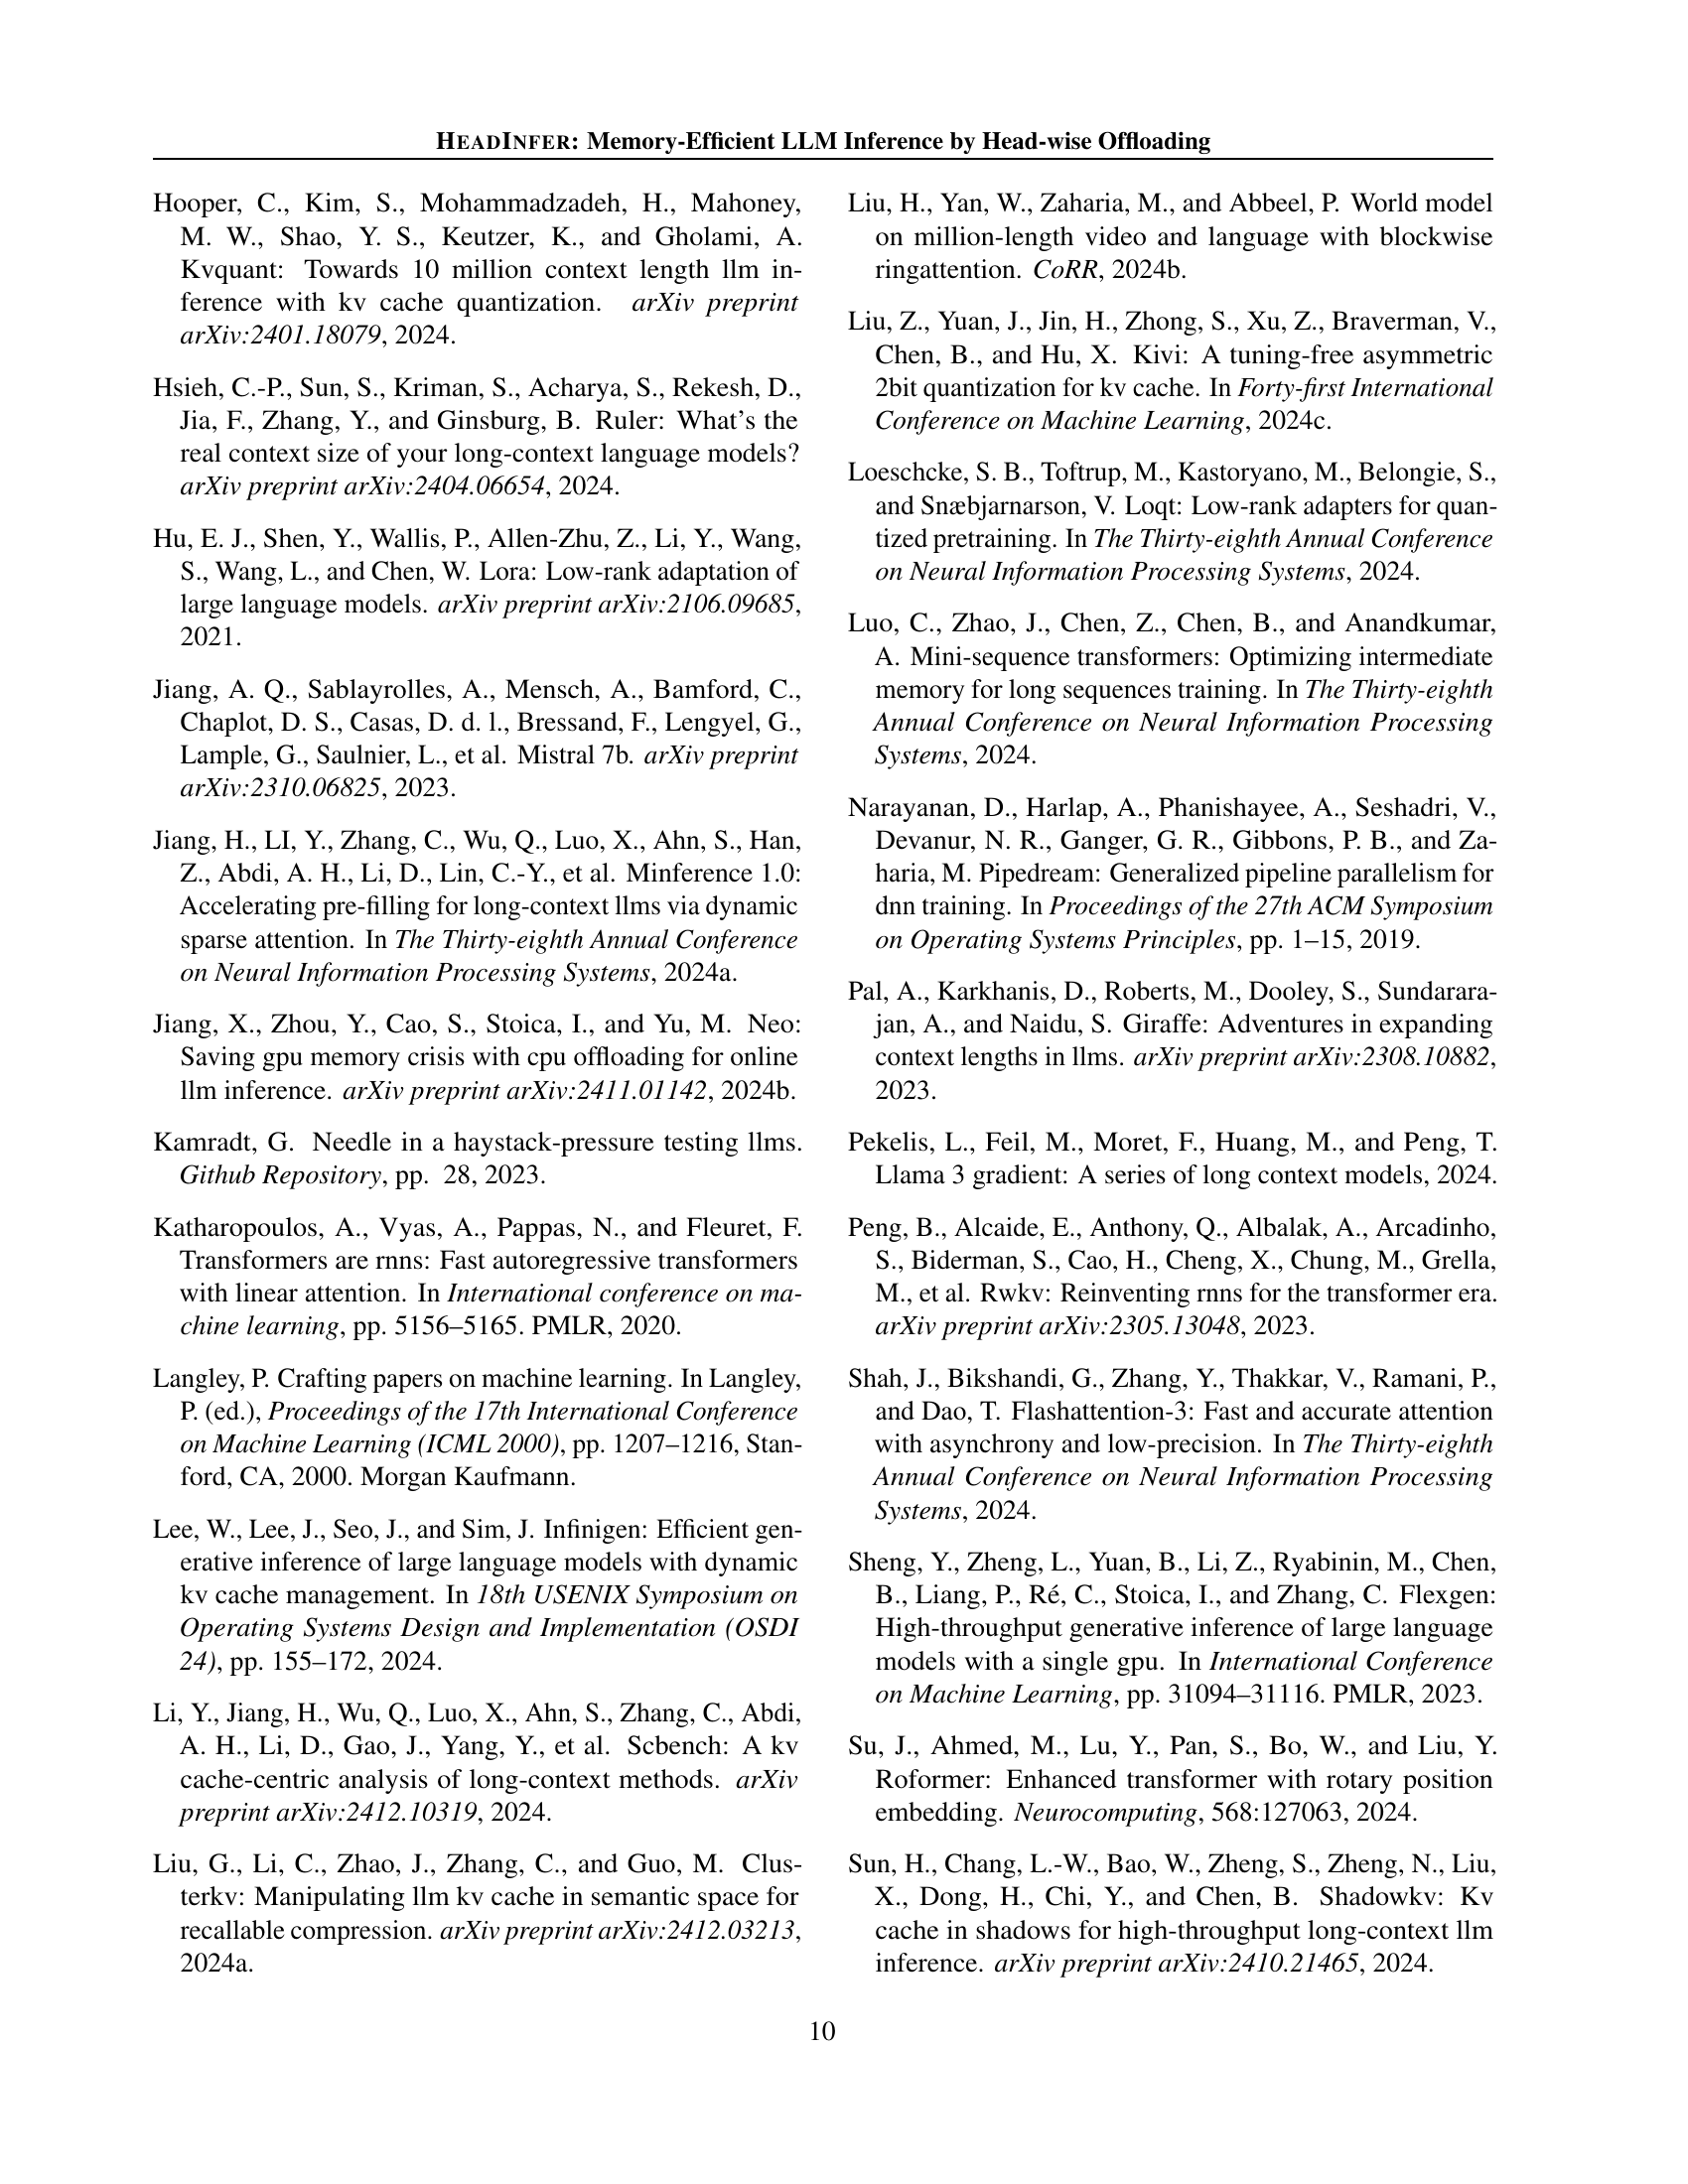 HEADINFER: Memory-Efficient LLM Inference by Head-wise Offloading
Hooper, C., Kim, S., Mohammadzadeh, H., Mahoney,
M. W., Shao, Y. S., Keutzer, K., and Gholami, A.
Kvquant: Towards 10 million context length llm in-
ference with kv cache quantization. arXiv preprint
arXiv:2401.18079, 2024.
Hsieh, C.-P., Sun, S., Kriman, S., Acharya, S., Rekesh, D.,
Jia, F., Zhang, Y., and Ginsburg, B. Ruler: What's the
real context size of your long-context language models?
arXiv preprint arXiv:2404.06654, 2024.
Hu, E. J., Shen, Y., Wallis, P., Allen-Zhu, Z., Li, Y., Wang,
S., Wang, L., and Chen, W. Lora: Low-rank adaptation of
large language models. arXiv preprint arXiv:2106.09685,
2021.
Jiang, A. Q., Sablayrolles, A., Mensch, A., Bamford, C.,
Chaplot, D. S., Casas, D. d. l., Bressand, F., Lengyel, G.,
Lample, G., Saulnier, L., et al. Mistral 7b. arXiv preprint
arXiv:2310.06825, 2023.
Jiang, H., LI, Y., Zhang, C., Wu, Q., Luo, X., Ahn, S., Han,
Z., Abdi, A. H., Li, D., Lin, C.-Y., et al. Minference 1.0:
Accelerating pre-filling for long-context llms via dynamic
sparse attention. In The Thirty-eighth Annual Conference
on Neural Information Processing Systems, 2024a.
Jiang, X., Zhou, Y., Cao, S., Stoica, I., and Yu, M. Neo:
Saving gpu memory crisis with cpu offloading for online
llm inference. arXiv preprint arXiv:2411.01142, 2024b.
Kamradt, G. Needle in a haystack-pressure testing llms.
Github Repository, pp. 28, 2023.
Katharopoulos, A., Vyas, A., Pappas, N., and Fleuret, F.
Transformers are rnns: Fast autoregressive transformers
with linear attention. In International conference on ma-
chine learning, pp. 5156–5165. PMLR, 2020.
Langley, P. Crafting papers on machine learning. In Langley,
P. (ed.), Proceedings of the 17th International Conference
on Machine Learning (ICML 2000), pp. 1207–1216, Stan-
ford, CA, 2000. Morgan Kaufmann.
Lee, W., Lee, J., Seo, J., and Sim, J. Infinigen: Efficient gen-
erative inference of large language models with dynamic
kv cache management. In 18th USENIX Symposium on
Operating Systems Design and Implementation (OSDI
24), pp. 155–172, 2024.
Li, Y., Jiang, H., Wu, Q., Luo, X., Ahn, S., Zhang, C., Abdi,
A. H., Li, D., Gao, J., Yang, Y., et al. Scbench: A kv
cache-centric analysis of long-context methods. arXiv
preprint arXiv:2412.10319, 2024.
Liu, G., Li, C., Zhao, J., Zhang, C., and Guo, M. Clus-
terkv: Manipulating llm kv cache in semantic space for
recallable compression. arXiv preprint arXiv:2412.03213,
2024a.
Liu, H., Yan, W., Zaharia, M., and Abbeel, P. World model
on million-length video and language with blockwise
ringattention. CoRR, 2024b.
Liu, Z., Yuan, J., Jin, H., Zhong, S., Xu, Z., Braverman, V.,
Chen, B., and Hu, X. Kivi: A tuning-free asymmetric
2bit quantization for kv cache. In Forty-first International
Conference on Machine Learning, 2024c.
Loeschcke, S. B., Toftrup, M., Kastoryano, M., Belongie, S.,
and Snæbjarnarson, V. Loqt: Low-rank adapters for quan-
tized pretraining. In The Thirty-eighth Annual Conference
on Neural Information Processing Systems, 2024.
Luo, C., Zhao, J., Chen, Z., Chen, B., and Anandkumar,
A. Mini-sequence transformers: Optimizing intermediate
memory for long sequences training. In The Thirty-eighth
Annual Conference on Neural Information Processing
Systems, 2024.
Narayanan, D., Harlap, A., Phanishayee, A., Seshadri, V.,
Devanur, N. R., Ganger, G. R., Gibbons, P. B., and Za-
haria, M. Pipedream: Generalized pipeline parallelism for
dnn training. In Proceedings of the 27th ACM Symposium
on Operating Systems Principles, pp. 1–15, 2019.
Pal, A., Karkhanis, D., Roberts, M., Dooley, S., Sundarara-
jan, A., and Naidu, S. Giraffe: Adventures in expanding
context lengths in llms. arXiv preprint arXiv:2308.10882,
2023.
Pekelis, L., Feil, M., Moret, F., Huang, M., and Peng, T.
Llama 3 gradient: A series of long context models, 2024.
Peng, B., Alcaide, E., Anthony, Q., Albalak, A., Arcadinho,
S., Biderman, S., Cao, H., Cheng, X., Chung, M., Grella,
M., et al. Rwkv: Reinventing rnns for the transformer era.
arXiv preprint arXiv:2305.13048, 2023.
Shah, J., Bikshandi, G., Zhang, Y., Thakkar, V., Ramani, P.,
and Dao, T. Flashattention-3: Fast and accurate attention
with asynchrony and low-precision. In The Thirty-eighth
Annual Conference on Neural Information Processing
Systems, 2024.
Sheng, Y., Zheng, L., Yuan, B., Li, Z., Ryabinin, M., Chen,
B., Liang, P., Ré, C., Stoica, I., and Zhang, C. Flexgen:
High-throughput generative inference of large language
models with a single gpu. In International Conference
on Machine Learning, pp. 31094–31116. PMLR, 2023.
Su, J., Ahmed, M., Lu, Y., Pan, S., Bo, W., and Liu, Y.
Roformer: Enhanced transformer with rotary position
embedding. Neurocomputing, 568:127063, 2024.
Sun, H., Chang, L.-W., Bao, W., Zheng, S., Zheng, N., Liu,
X., Dong, H., Chi, Y., and Chen, B. Shadowkv: Kv
cache in shadows for high-throughput long-context llm
inference. arXiv preprint arXiv:2410.21465, 2024.
10